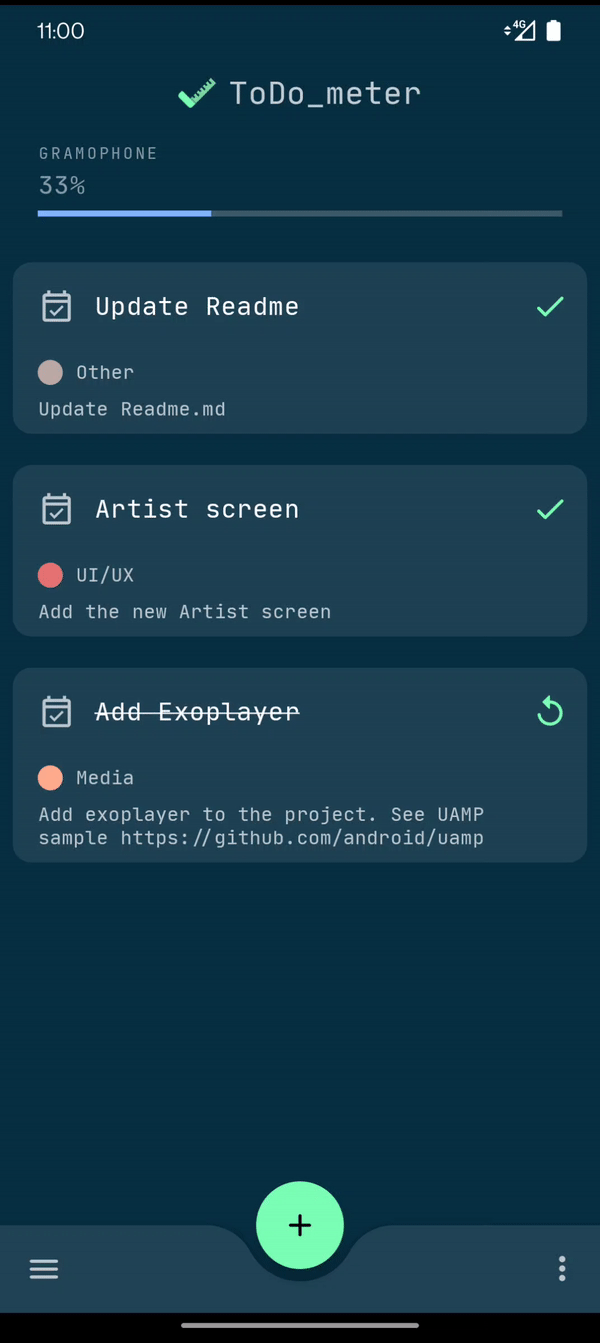 11:00
4G
ToDo_meter
GRAMOPHONE
33%
Update Readme
Other
Update Readme.md
Artist screen
UI/UX
Add the new Artist screen
Add Exoplayer
Media
Add exoplayer to the project. See UAMP
sample https://github.com/android/uamp